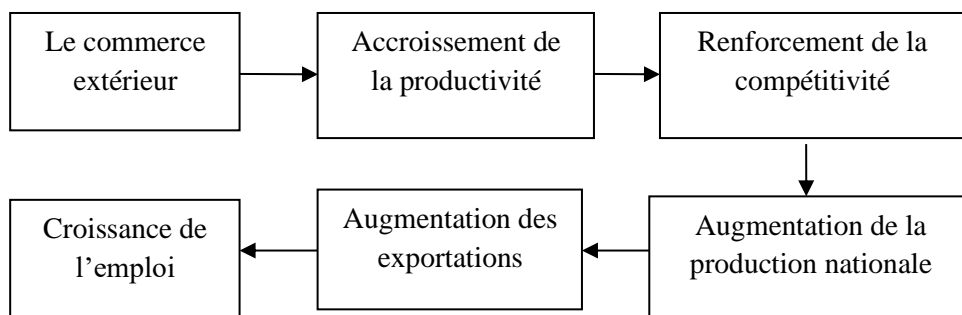 Le commerce
extérieur
Accroissement de
la productivité
Renforcement de la
compétitivité
Augmentation de la
production nationale
Augmentation des
exportations
Croissance de
l’emploi